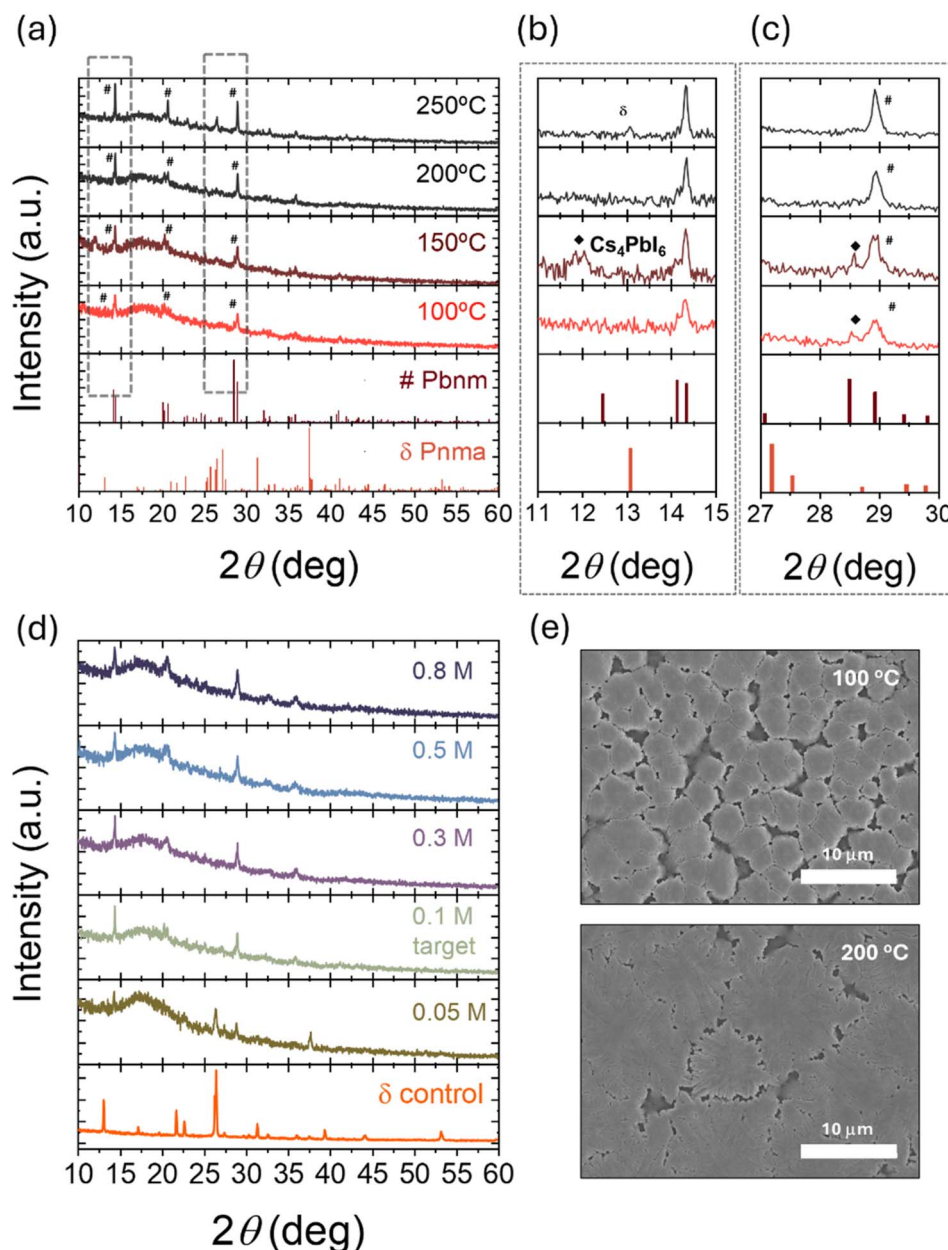 (a)
(b)
(c)
Intensity (a.u.)
# # # 250ºC
# # # 200ºC
# # # 150ºC
# # # 100ºC
# Pbnm
δ Pnma
10 15 20 25 30 35 40 45 50 55 60
2θ (deg)
δ
◆ Cs₄PbI₆
11 12 13 14 15
2θ (deg)
#
#
◆ #
◆ #
27 28 29 30
2θ (deg)
(d)
(e)
Intensity (a.u.)
0.8 M
0.5 M
0.3 M
0.1 M
target
0.05 M
δ control
10 15 20 25 30 35 40 45 50 55 60
2θ (deg)
100 ºC
10 μm
200 ºC
10 μm